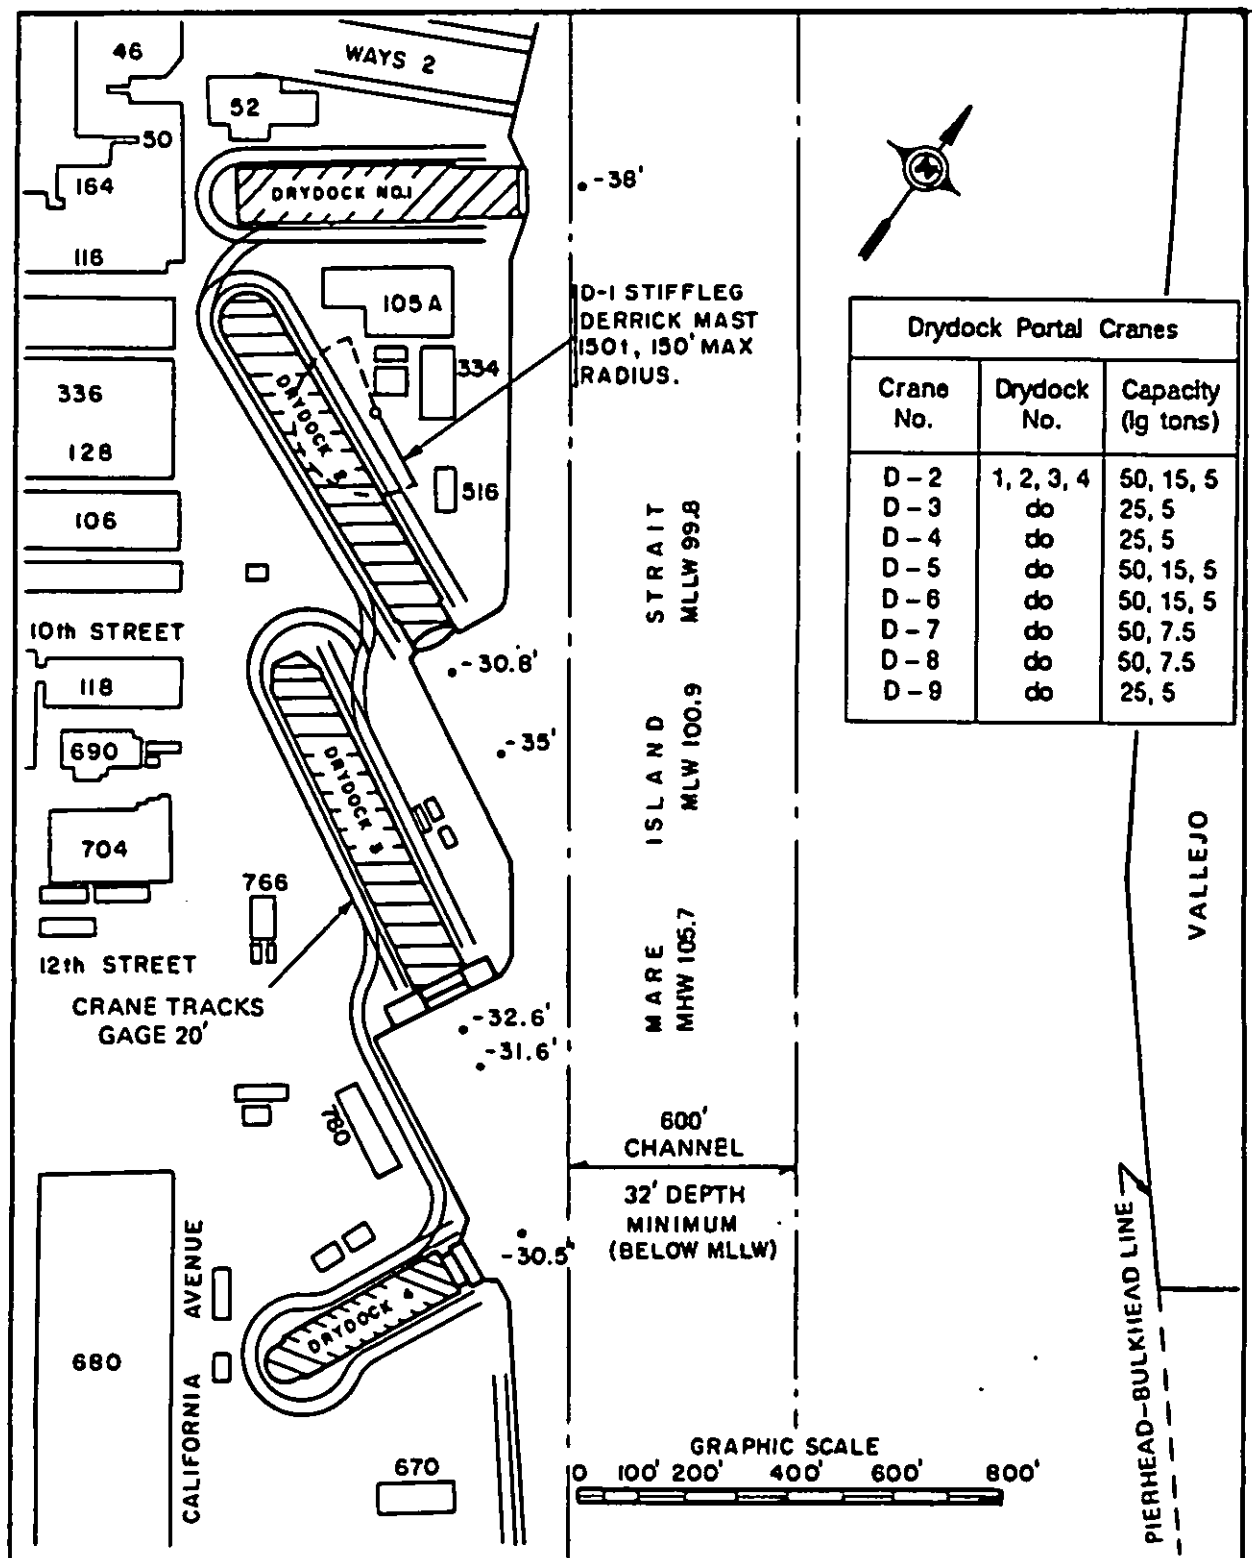 46
WAYS 2
52
50
164
DRYDOCK NO.1
-38'
116
105A
D-1 STIFFLEG
DERRICK MAST
150t, 150' MAX
RADIUS.
334
336
DRYDOCK 2
128
516
106
Drydock Portal Cranes
Crane No. Drydock No. Capacity (lg tons)
D-2 1, 2, 3, 4 50, 15, 5
D-3 do 25, 5
D-4 do 25, 5
D-5 do 50, 15, 5
D-6 do 50, 15, 5
D-7 do 50, 7.5
D-8 do 50, 7.5
D-9 do 25, 5
10th STREET
118
-30.8'
690
-35'
DRYDOCK 3
704
766
12th STREET
CRANE TRACKS
GAGE 20'
MARE ISLAND STRAIT
MHW 105.7 MLW 100.9 MLLW 99.8
VALLEJO
-32.6'
-31.6'
780
600'
CHANNEL
32' DEPTH
MINIMUM
(BELOW MLLW)
-30.5'
DRYDOCK 4
680
CALIFORNIA AVENUE
670
PIERHEAD-BULKHEAD LINE
GRAPHIC SCALE
0 100' 200' 400' 600' 800'